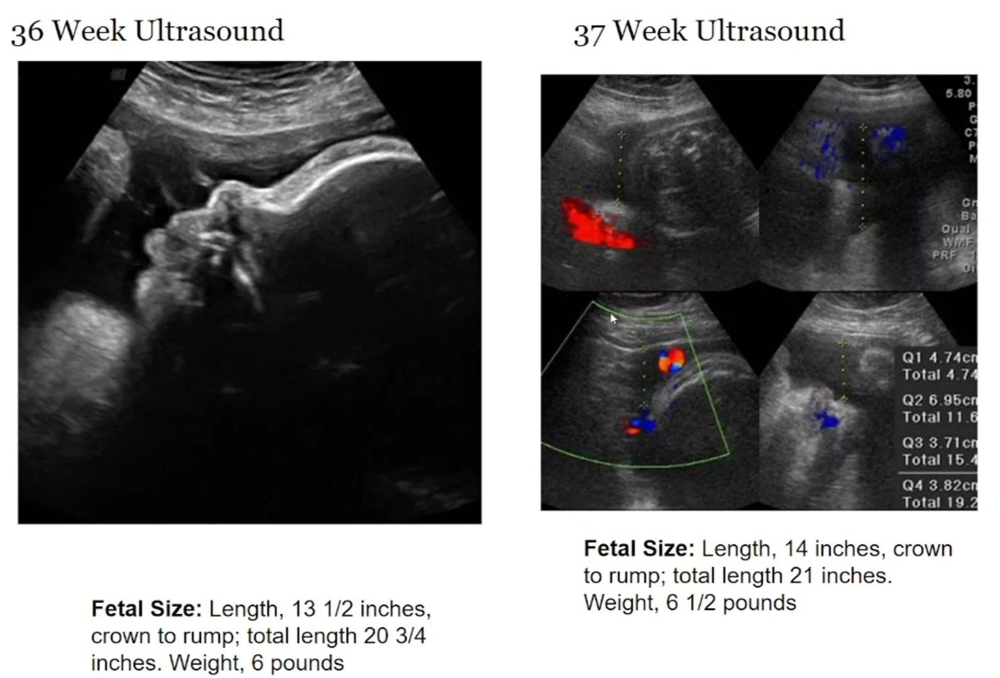 36 Week Ultrasound
37 Week Ultrasound
GE
3.
5.80
P
G
C7
P
M
Gn
Ba
Qual
WMF
PRF 1
Di
Q1 4.74cm
Total 4.74
Q2 6.95cm
Total 11.6
Q3 3.71cm
Total 15.4
Q4 3.82cm
Total 19.2
Fetal Size: Length, 14 inches, crown
to rump; total length 21 inches.
Weight, 6 1/2 pounds
Fetal Size: Length, 13 1/2 inches,
crown to rump; total length 20 3/4
inches. Weight, 6 pounds